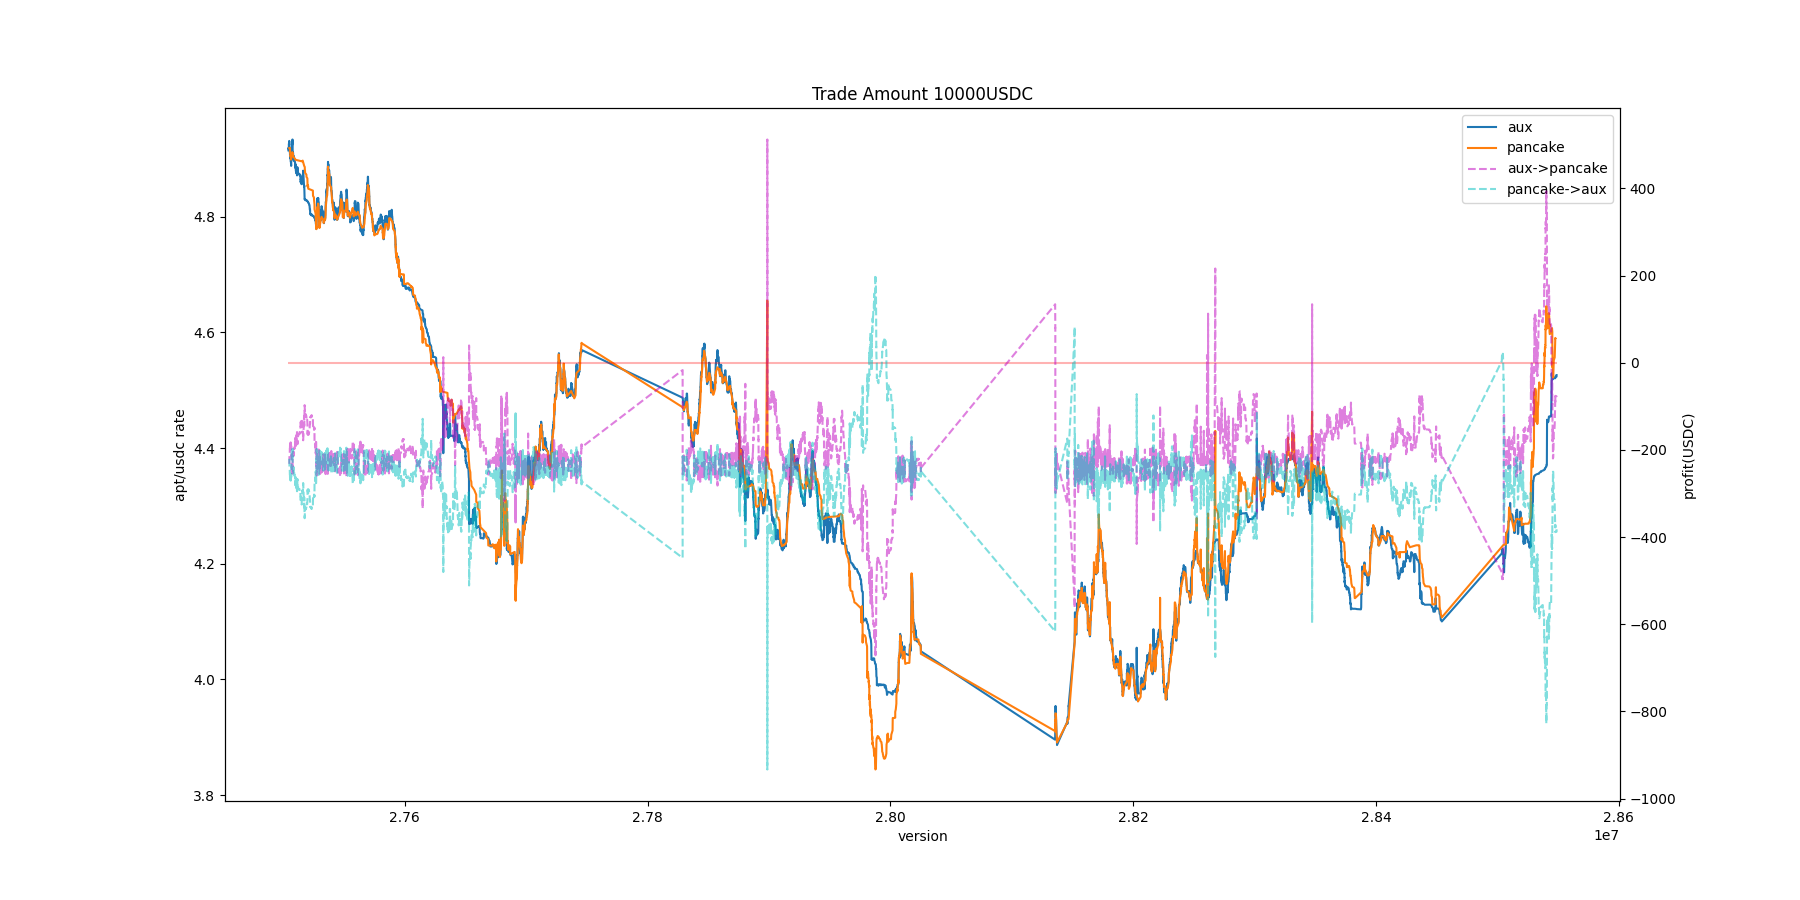 Trade Amount 10000USDC
aux
pancake
aux->pancake
pancake->aux
apt/usdc rate
4.8
4.6
4.4
4.2
4.0
3.8
400
200
0
−200
−400
−600
−800
−1000
profit(USDC)
2.76
2.78
2.80
2.82
2.84
2.86
1e7
version